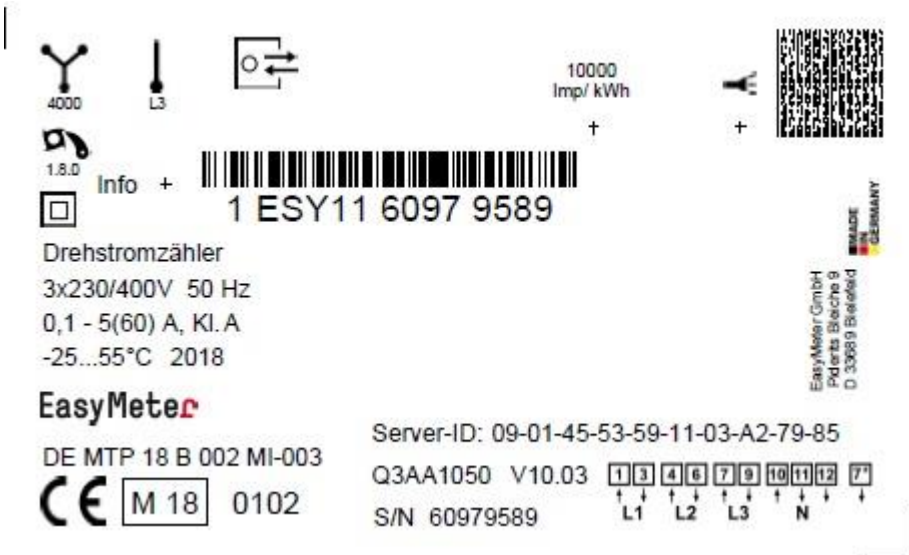 4000
L3
10000
Imp/ kWh
1.8.0
Info +
+
+
1 ESY11 6097 9589
MADE
IN
GERMANY
Drehstromzähler
3x230/400V 50 Hz
0,1 - 5(60) A, Kl. A
-25...55°C 2018
EasyMeter GmbH
Piderits Bleiche 9
D 33689 Bielefeld
EasyMeter
DE MTP 18 B 002 MI-003
CE M 18 0102
Server-ID: 09-01-45-53-59-11-03-A2-79-85
Q3AA1050 V10.03
1 3 4 6 7 9 10 11 12 7*
L1 L2 L3 N
S/N 60979589